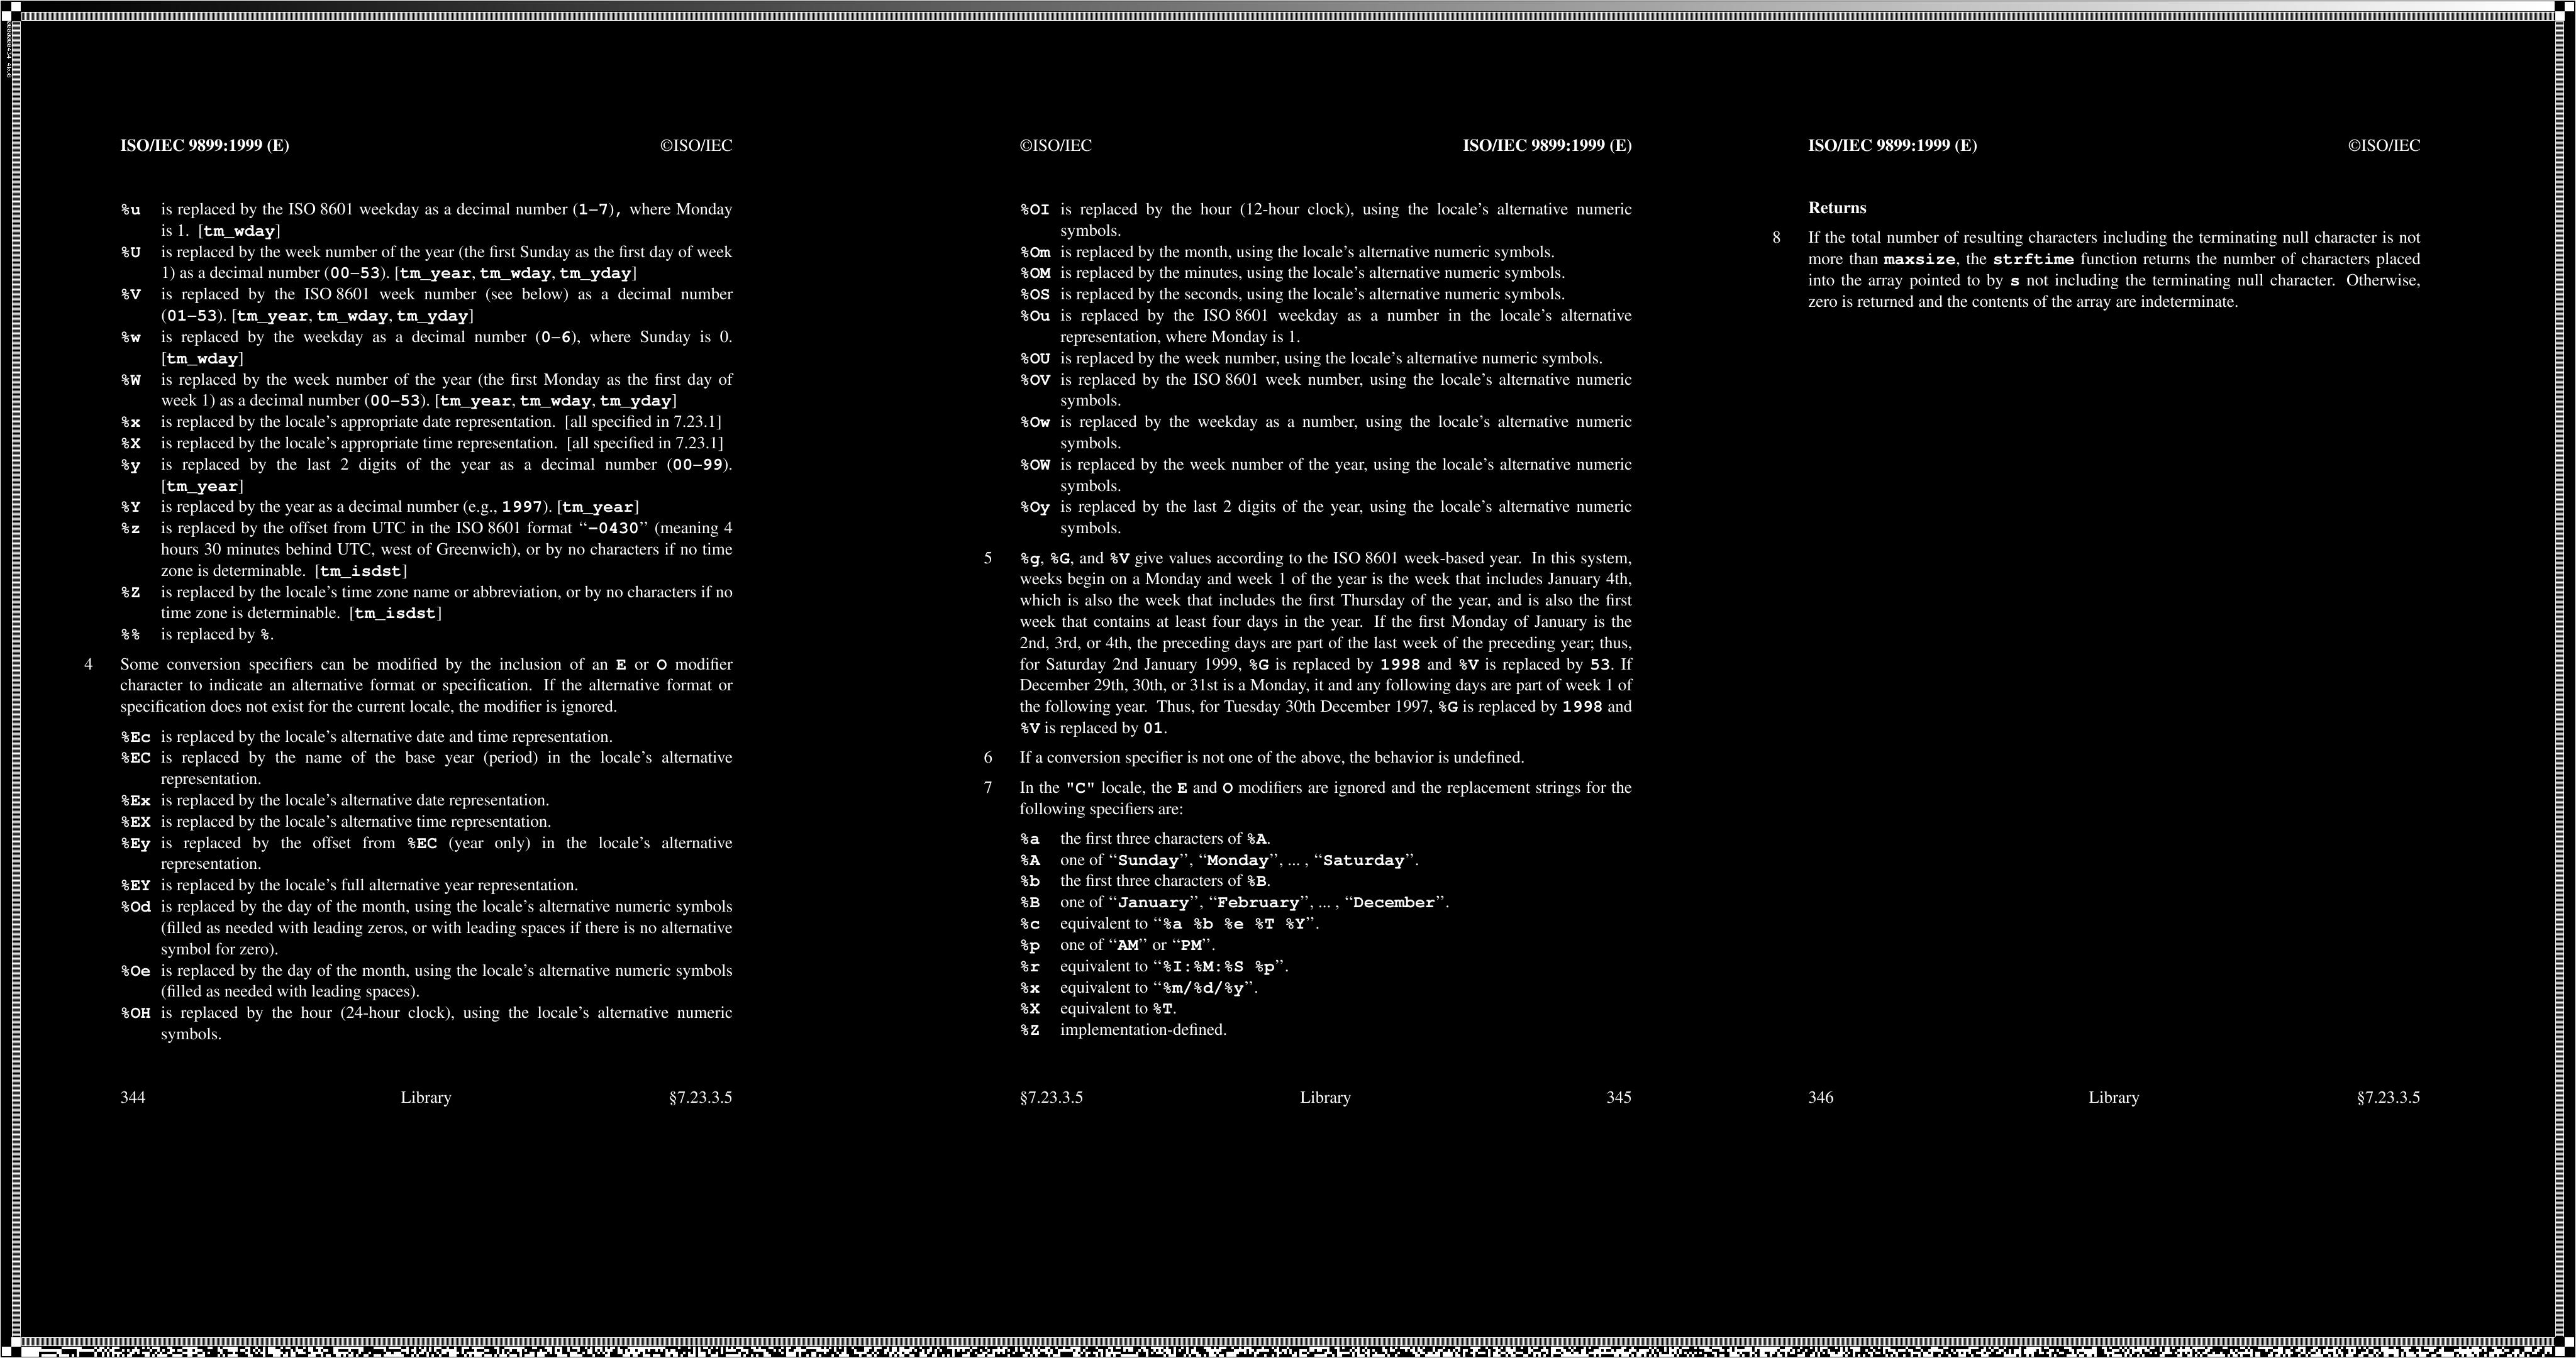 ISO/IEC 9899:1999 (E) ©ISO/IEC
%u is replaced by the ISO 8601 weekday as a decimal number (1−7), where Monday
is 1. [tm_wday]
%U is replaced by the week number of the year (the first Sunday as the first day of week
1) as a decimal number (00−53). [tm_year, tm_wday, tm_yday]
%V is replaced by the ISO 8601 week number (see below) as a decimal number
(01−53). [tm_year, tm_wday, tm_yday]
%w is replaced by the weekday as a decimal number (0−6), where Sunday is 0.
[tm_wday]
%W is replaced by the week number of the year (the first Monday as the first day of
week 1) as a decimal number (00−53). [tm_year, tm_wday, tm_yday]
%x is replaced by the locale’s appropriate date representation. [all specified in 7.23.1]
%X is replaced by the locale’s appropriate time representation. [all specified in 7.23.1]
%y is replaced by the last 2 digits of the year as a decimal number (00−99).
[tm_year]
%Y is replaced by the year as a decimal number (e.g., 1997). [tm_year]
%z is replaced by the offset from UTC in the ISO 8601 format ‘‘−0430’’ (meaning 4
hours 30 minutes behind UTC, west of Greenwich), or by no characters if no time
zone is determinable. [tm_isdst]
%Z is replaced by the locale’s time zone name or abbreviation, or by no characters if no
time zone is determinable. [tm_isdst]
%% is replaced by %.
4 Some conversion specifiers can be modified by the inclusion of an E or O modifier
character to indicate an alternative format or specification. If the alternative format or
specification does not exist for the current locale, the modifier is ignored.
%Ec is replaced by the locale’s alternative date and time representation.
%EC is replaced by the name of the base year (period) in the locale’s alternative
representation.
%Ex is replaced by the locale’s alternative date representation.
%EX is replaced by the locale’s alternative time representation.
%Ey is replaced by the offset from %EC (year only) in the locale’s alternative
representation.
%EY is replaced by the locale’s full alternative year representation.
%Od is replaced by the day of the month, using the locale’s alternative numeric symbols
(filled as needed with leading zeros, or with leading spaces if there is no alternative
symbol for zero).
%Oe is replaced by the day of the month, using the locale’s alternative numeric symbols
(filled as needed with leading spaces).
%OH is replaced by the hour (24-hour clock), using the locale’s alternative numeric
symbols.
344 Library §7.23.3.5
©ISO/IEC ISO/IEC 9899:1999 (E)
%OI is replaced by the hour (12-hour clock), using the locale’s alternative numeric
symbols.
%Om is replaced by the month, using the locale’s alternative numeric symbols.
%OM is replaced by the minutes, using the locale’s alternative numeric symbols.
%OS is replaced by the seconds, using the locale’s alternative numeric symbols.
%Ou is replaced by the ISO 8601 weekday as a number in the locale’s alternative
representation, where Monday is 1.
%OU is replaced by the week number, using the locale’s alternative numeric symbols.
%OV is replaced by the ISO 8601 week number, using the locale’s alternative numeric
symbols.
%Ow is replaced by the weekday as a number, using the locale’s alternative numeric
symbols.
%OW is replaced by the week number of the year, using the locale’s alternative numeric
symbols.
%Oy is replaced by the last 2 digits of the year, using the locale’s alternative numeric
symbols.
5 %g, %G, and %V give values according to the ISO 8601 week-based year. In this system,
weeks begin on a Monday and week 1 of the year is the week that includes January 4th,
which is also the week that includes the first Thursday of the year, and is also the first
week that contains at least four days in the year. If the first Monday of January is the
2nd, 3rd, or 4th, the preceding days are part of the last week of the preceding year; thus,
for Saturday 2nd January 1999, %G is replaced by 1998 and %V is replaced by 53. If
December 29th, 30th, or 31st is a Monday, it and any following days are part of week 1 of
the following year. Thus, for Tuesday 30th December 1997, %G is replaced by 1998 and
%V is replaced by 01.
6 If a conversion specifier is not one of the above, the behavior is undefined.
7 In the "C" locale, the E and O modifiers are ignored and the replacement strings for the
following specifiers are:
%a the first three characters of %A.
%A one of ‘‘Sunday’’, ‘‘Monday’’, ... , ‘‘Saturday’’.
%b the first three characters of %B.
%B one of ‘‘January’’, ‘‘February’’, ... , ‘‘December’’.
%c equivalent to ‘‘%a %b %e %T %Y’’.
%p one of ‘‘AM’’ or ‘‘PM’’.
%r equivalent to ‘‘%I:%M:%S %p’’.
%x equivalent to ‘‘%m/%d/%y’’.
%X equivalent to %T.
%Z implementation-defined.
§7.23.3.5 Library 345
ISO/IEC 9899:1999 (E) ©ISO/IEC
Returns
8 If the total number of resulting characters including the terminating null character is not
more than maxsize, the strftime function returns the number of characters placed
into the array pointed to by s not including the terminating null character. Otherwise,
zero is returned and the contents of the array are indeterminate.
346 Library §7.23.3.5